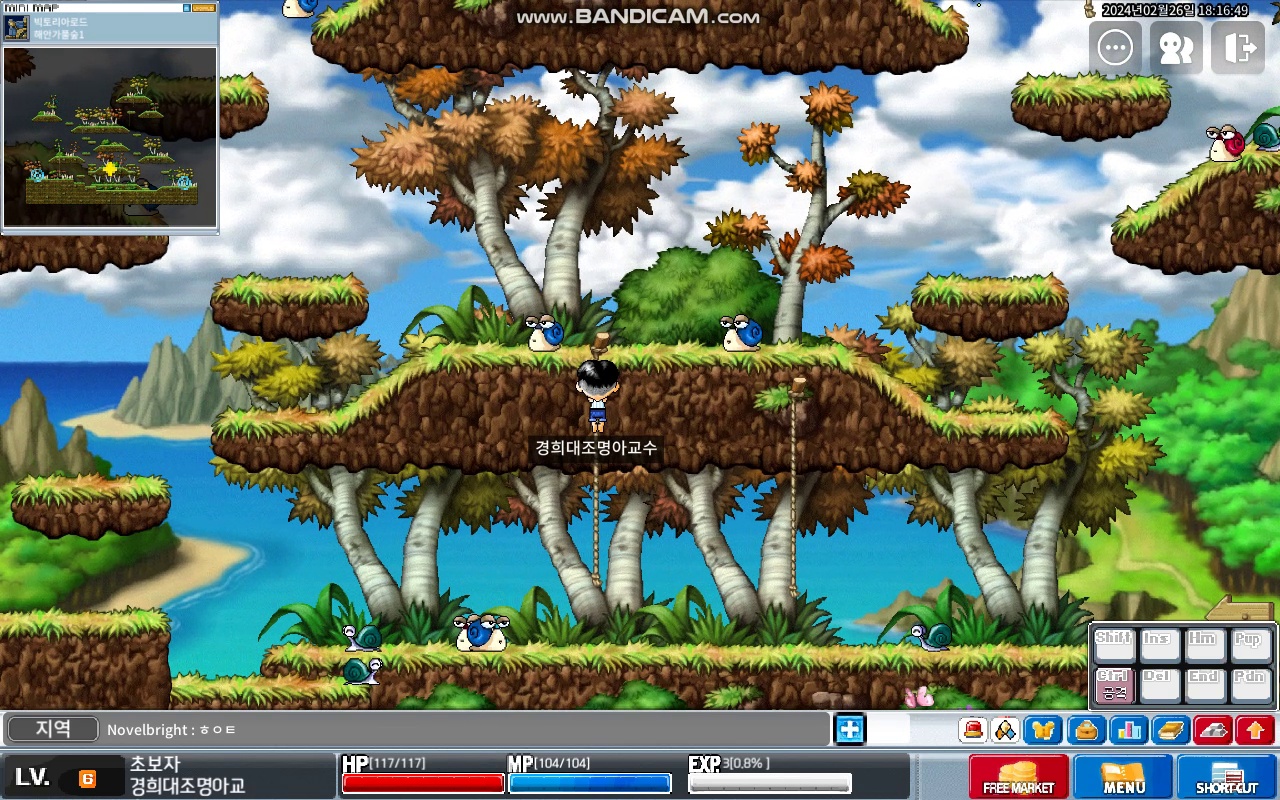 MINI MAP
빅토리아로드
해안가풀숲1
WWW.BANDICAM.COM
2024년02월26일 18:16:49
경희대조명아교수
Shift Ins Hm Pup
Ctrl Del End Pdn
공격
지역 Novelbright : ㅎㅇㅌ
LV. 6
초보자
경희대조명아교
HP[117/117] MP[104/104] EXP 3[0.8% ]
FREE MARKET MENU SHORTCUT